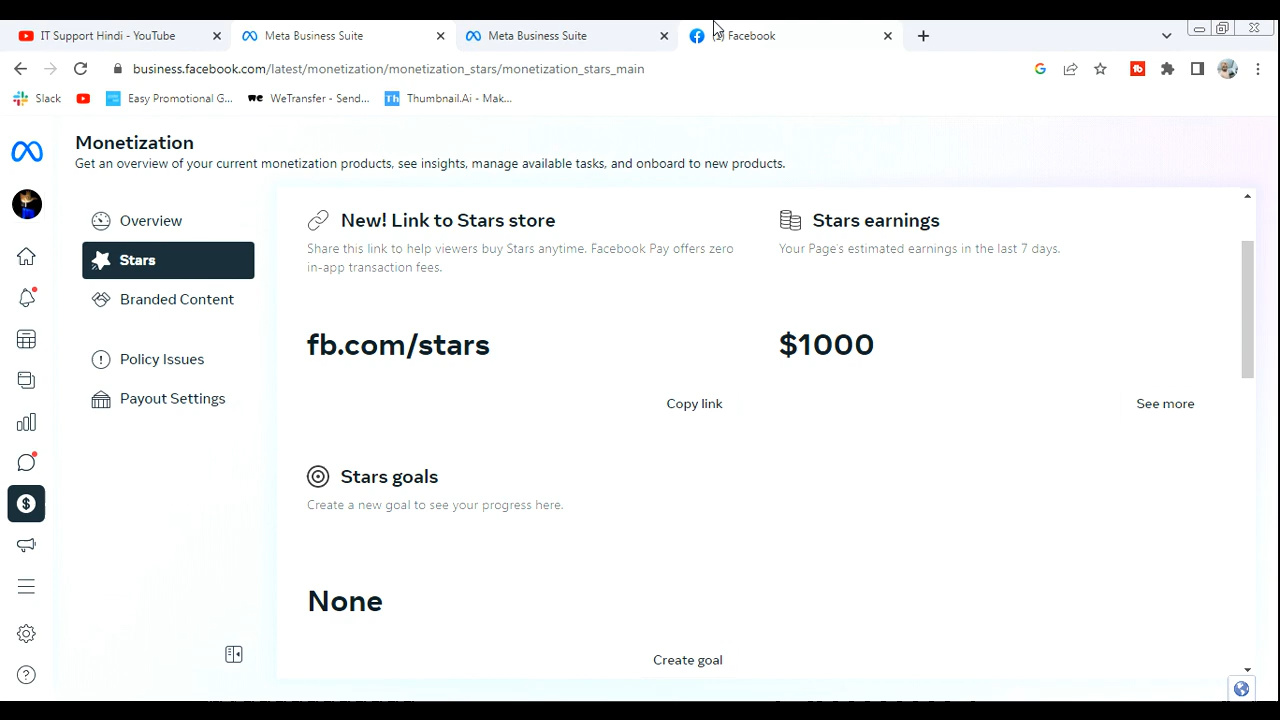 IT Support Hindi - YouTube
Meta Business Suite
Meta Business Suite
Facebook
business.facebook.com/latest/monetization/monetization_stars/monetization_stars_main
Slack
Easy Promotional G...
WeTransfer - Send...
Thumbnail.Ai - Mak...
Monetization
Get an overview of your current monetization products, see insights, manage available tasks, and onboard to new products.
Overview
Stars
Branded Content
Policy Issues
Payout Settings
New! Link to Stars store
Share this link to help viewers buy Stars anytime. Facebook Pay offers zero
in-app transaction fees.
fb.com/stars
Copy link
Stars earnings
Your Page's estimated earnings in the last 7 days.
$1000
See more
Stars goals
Create a new goal to see your progress here.
None
Create goal